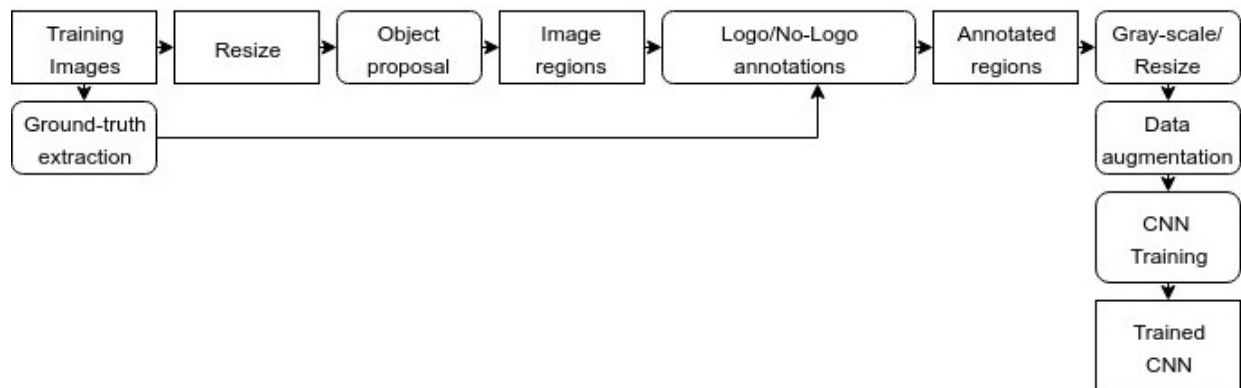 Training
Images
Resize
Object
proposal
Image
regions
Logo/No-Logo
annotations
Annotated
regions
Gray-scale/
Resize
Ground-truth
extraction
Data
augmentation
CNN
Training
Trained
CNN